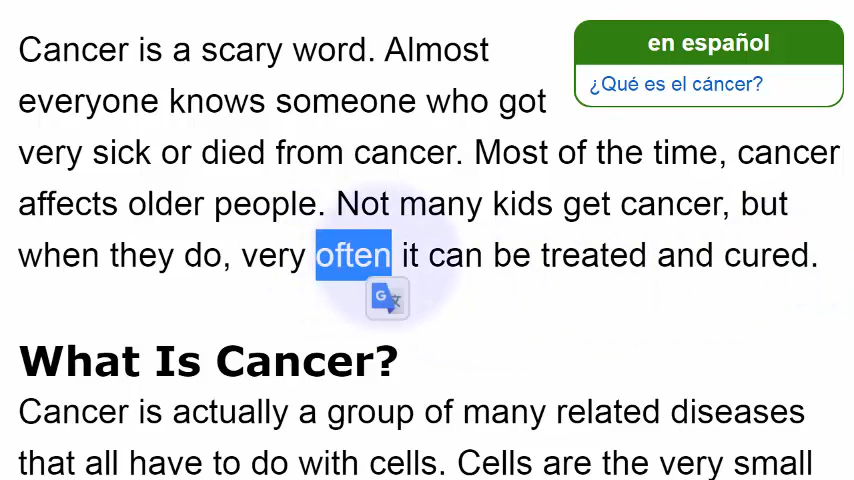 Cancer is a scary word. Almost
everyone knows someone who got
very sick or died from cancer. Most of the time, cancer
affects older people. Not many kids get cancer, but
when they do, very often it can be treated and cured.
en español
¿Qué es el cáncer?
What Is Cancer?
Cancer is actually a group of many related diseases
that all have to do with cells. Cells are the very small